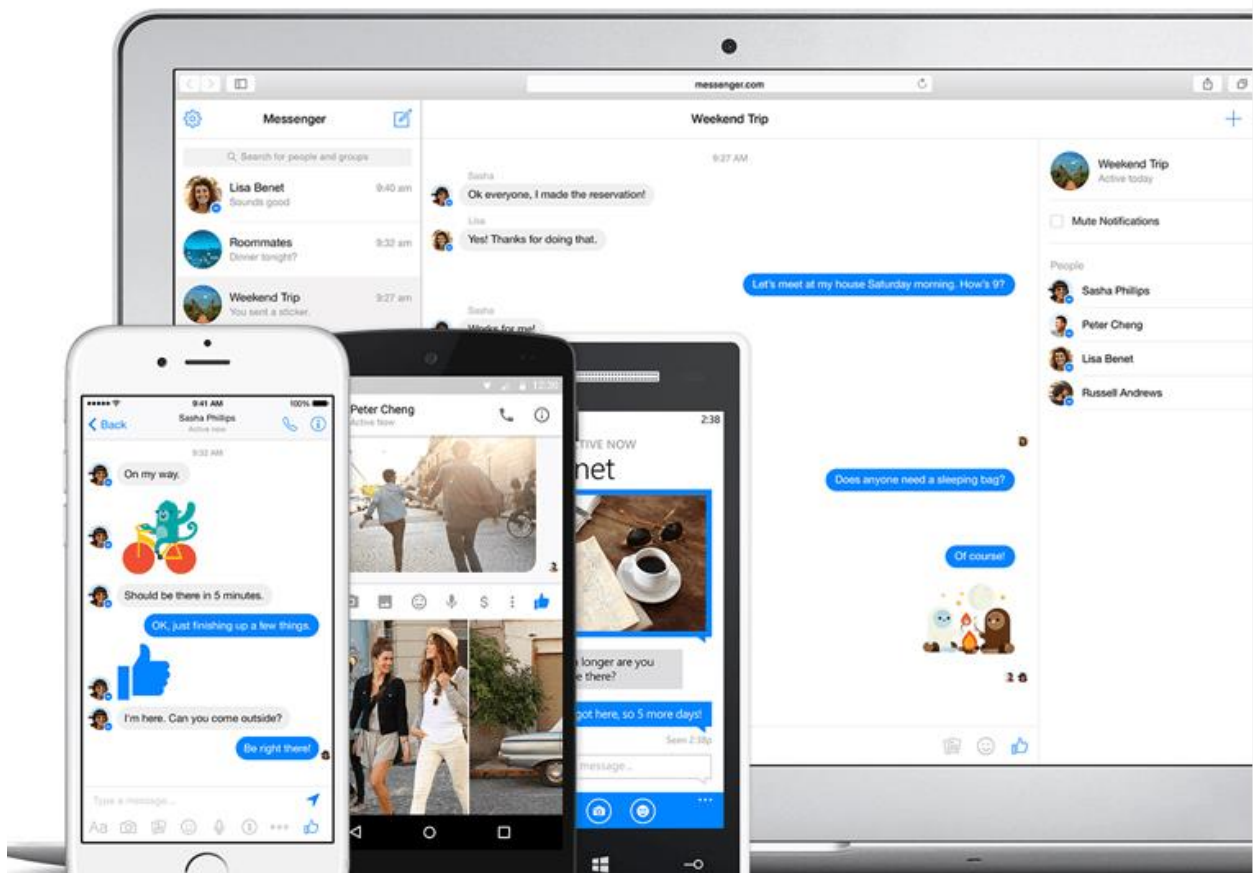 messenger.com
Messenger
Weekend Trip
Search for people and groups
Lisa Benet
9:40 am
Sounds good
Roommates
9:32 am
Dinner tonight?
Weekend Trip
9:27 am
You sent a sticker.
9:27 AM
Sasha
Ok everyone, I made the reservation!
Lisa
Yes! Thanks for doing that.
Let's meet at my house Saturday morning. How's 9?
Sasha
Works for me!
Does anyone need a sleeping bag?
Of course!
Weekend Trip
Active today
Mute Notifications
People
Sasha Phillips
Peter Cheng
Lisa Benet
Russell Andrews
9:41 AM
100%
Back
Sasha Phillips
Active now
9:32 AM
On my way.
Should be there in 5 minutes.
OK, just finishing up a few things.
I'm here. Can you come outside?
Be right there!
Type a message...
Aa
12:30
Peter Cheng
Active Now
$
2:38
TIVE NOW
net
longer are you
e there?
got here, so 5 more days!
Seen 2:38p
message...